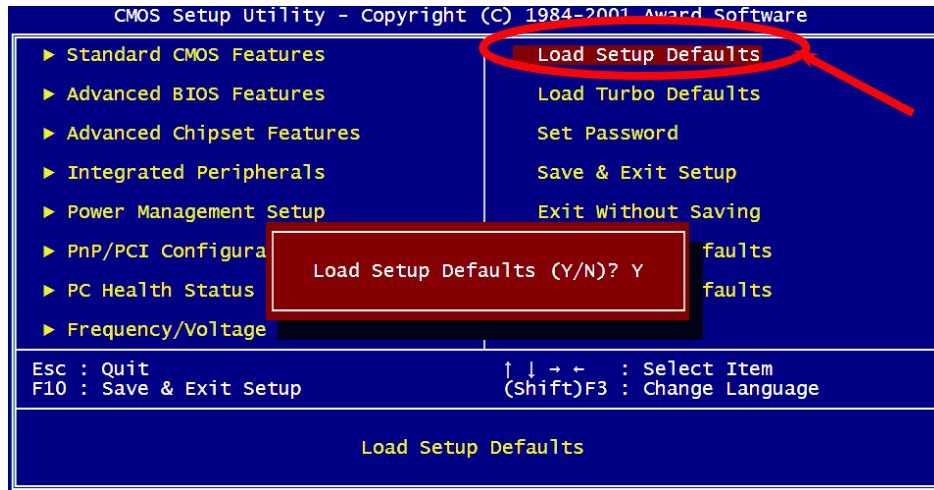 CMOS Setup Utility - Copyright (C) 1984-2001 Award Software
► Standard CMOS Features
► Advanced BIOS Features
► Advanced Chipset Features
► Integrated Peripherals
► Power Management Setup
► PnP/PCI Configura
► PC Health Status
► Frequency/Voltage
Load Setup Defaults
Load Turbo Defaults
Set Password
Save & Exit Setup
Exit Without Saving
faults
faults
Load Setup Defaults (Y/N)? Y
Esc : Quit
F10 : Save & Exit Setup
↑ ↓ → ← : Select Item
(Shift)F3 : Change Language
Load Setup Defaults